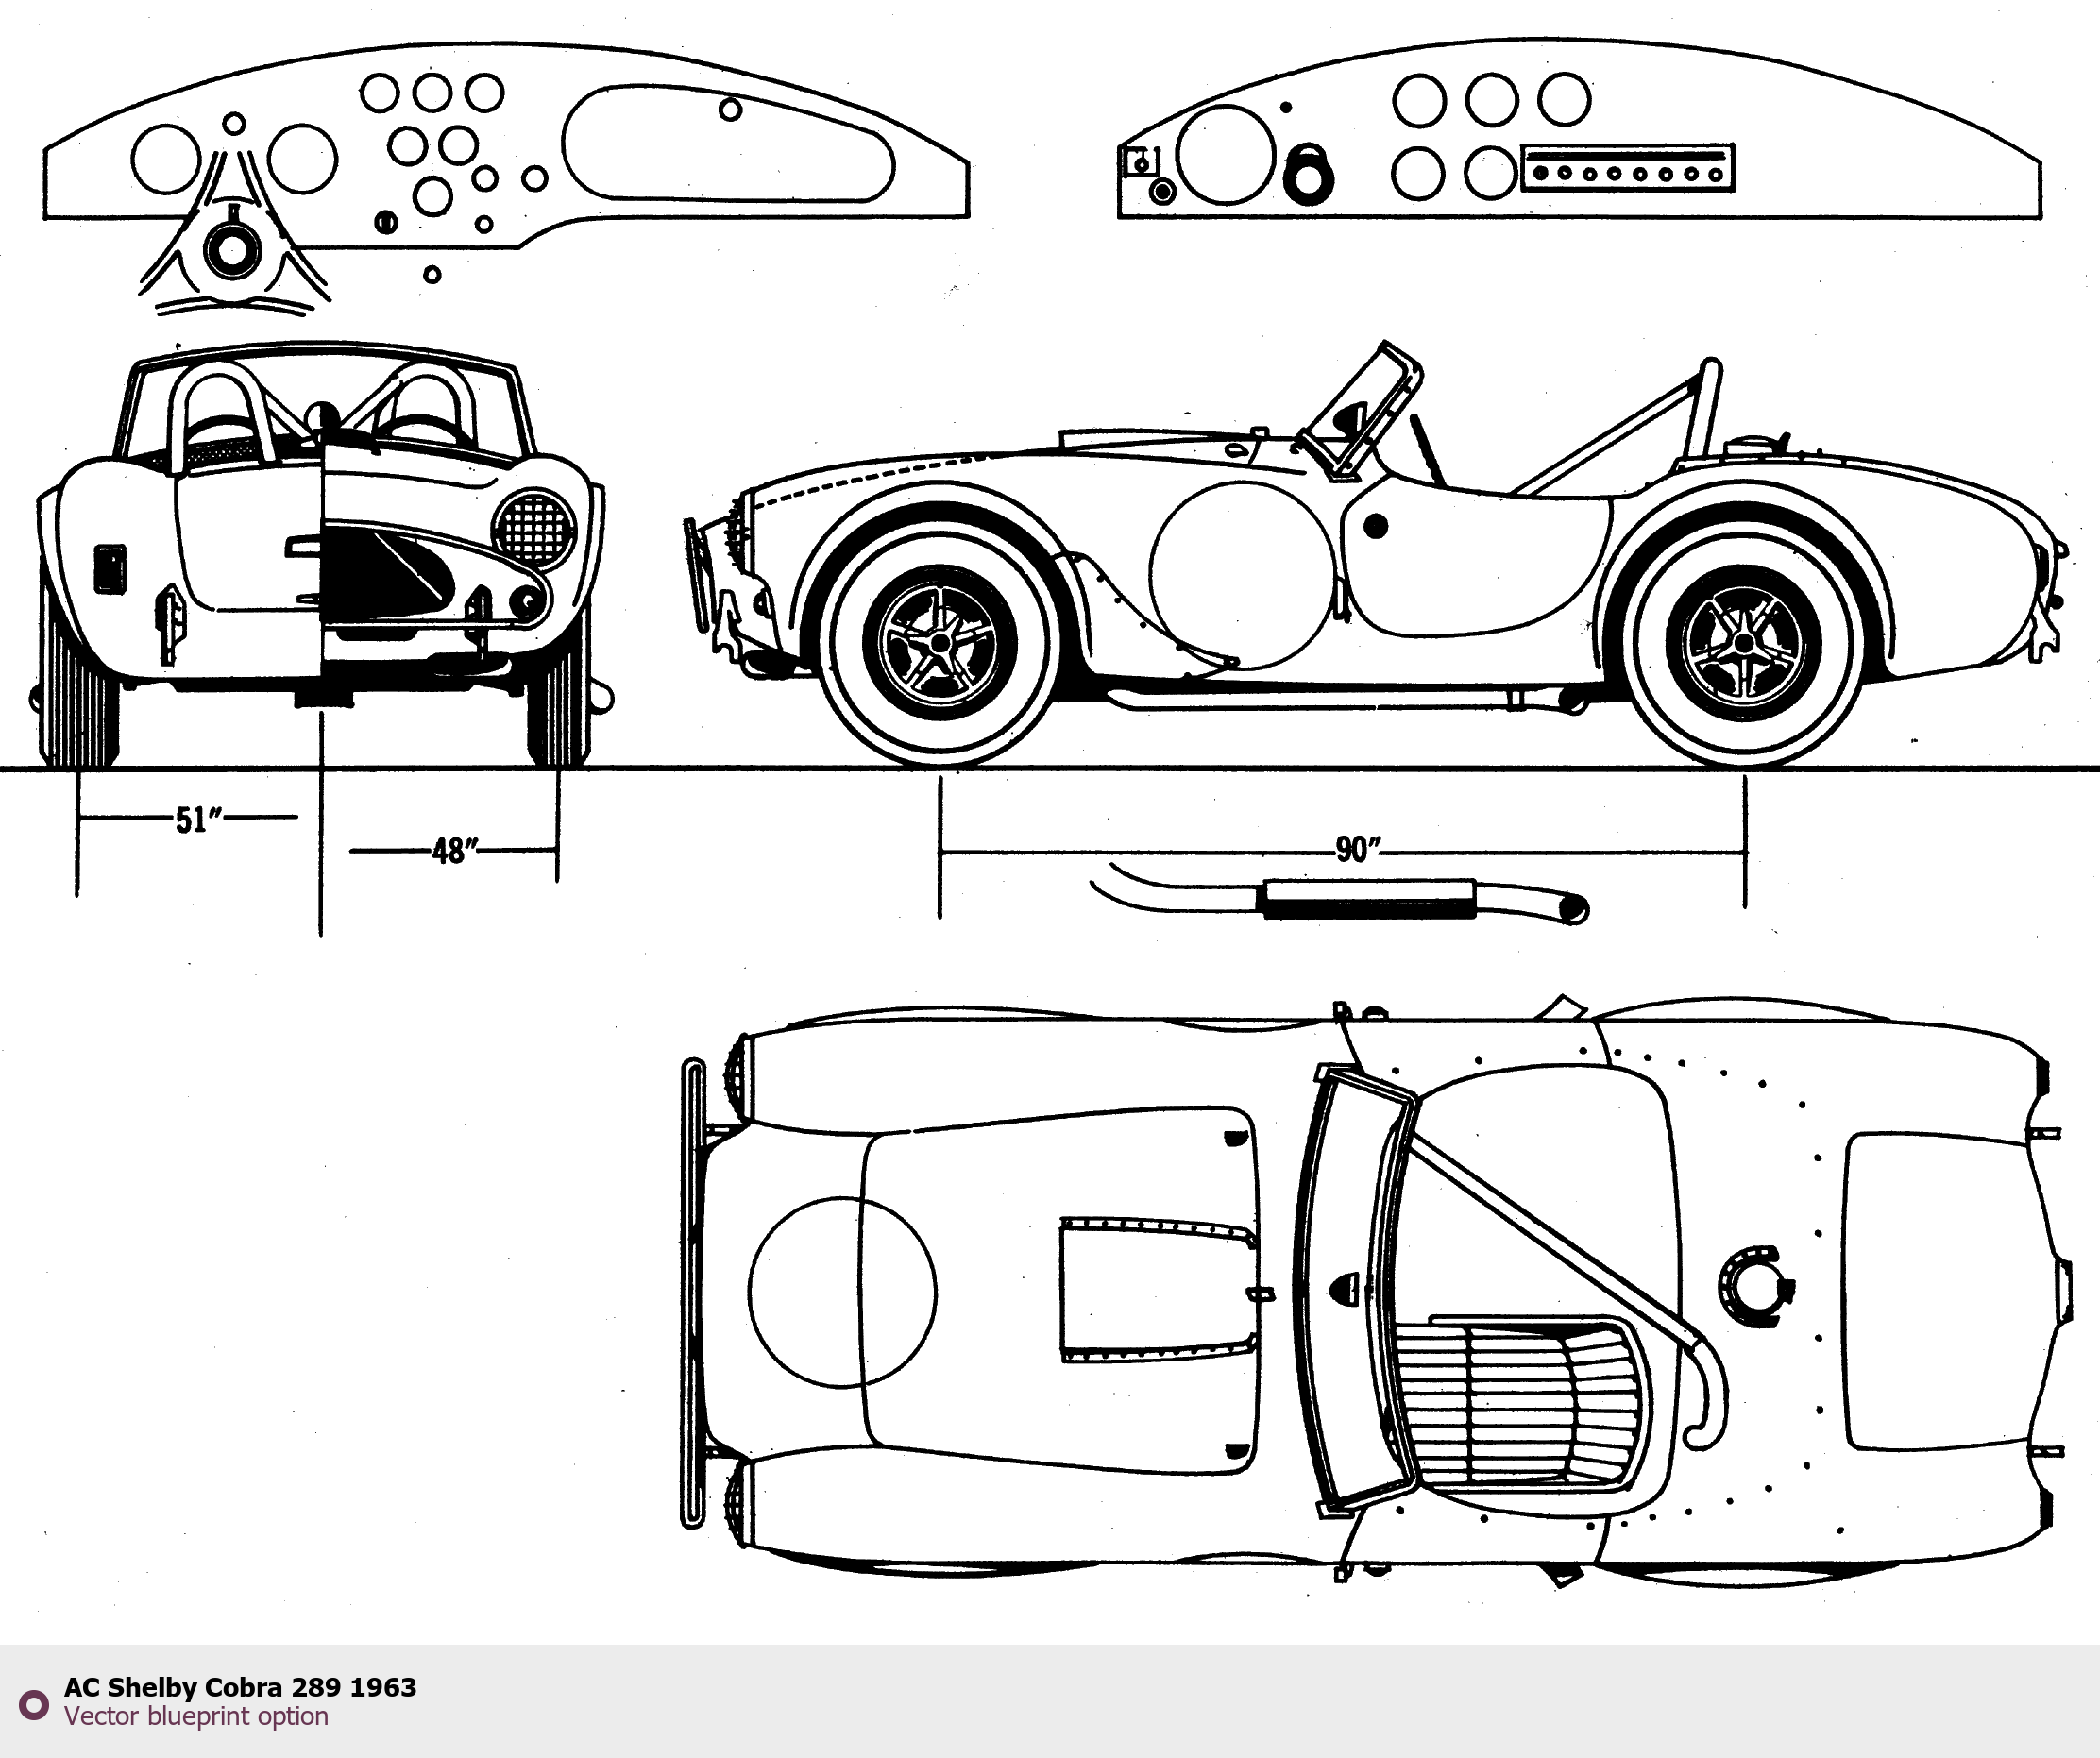 51″
48″
90″
AC Shelby Cobra 289 1963
Vector blueprint option